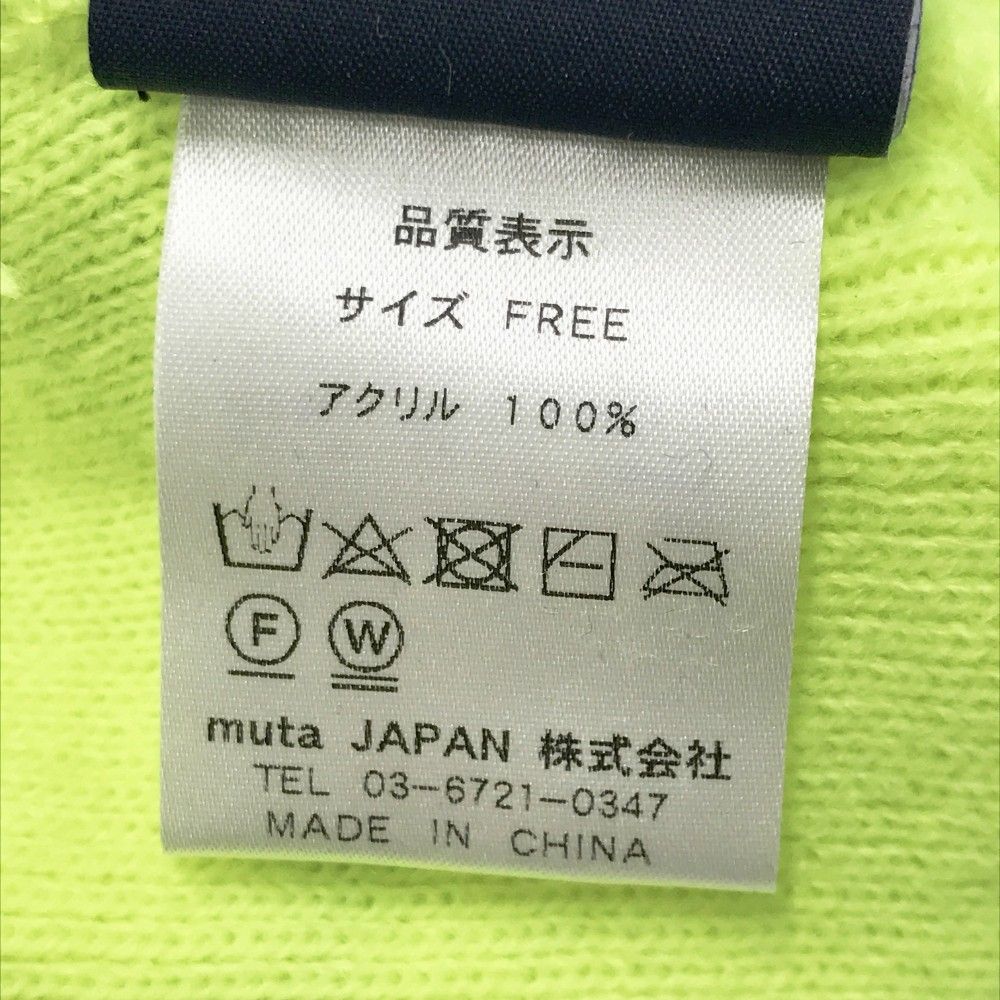 品質表示
サイズ FREE
アクリル 100%
F W
muta JAPAN 株式会社
TEL 03-6721-0347
MADE IN CHINA